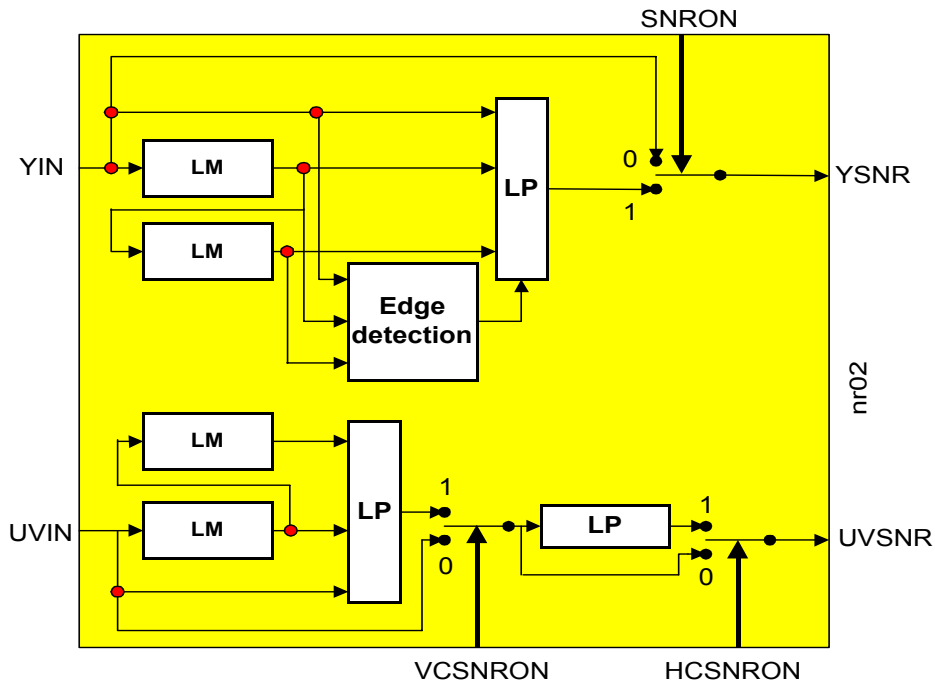 SNRON
YIN
LM
LP
0
1
YSNR
LM
Edge
detection
nr02
LM
UVIN
LM
LP
1
0
LP
1
0
UVSNR
VCSNRON
HCSNRON